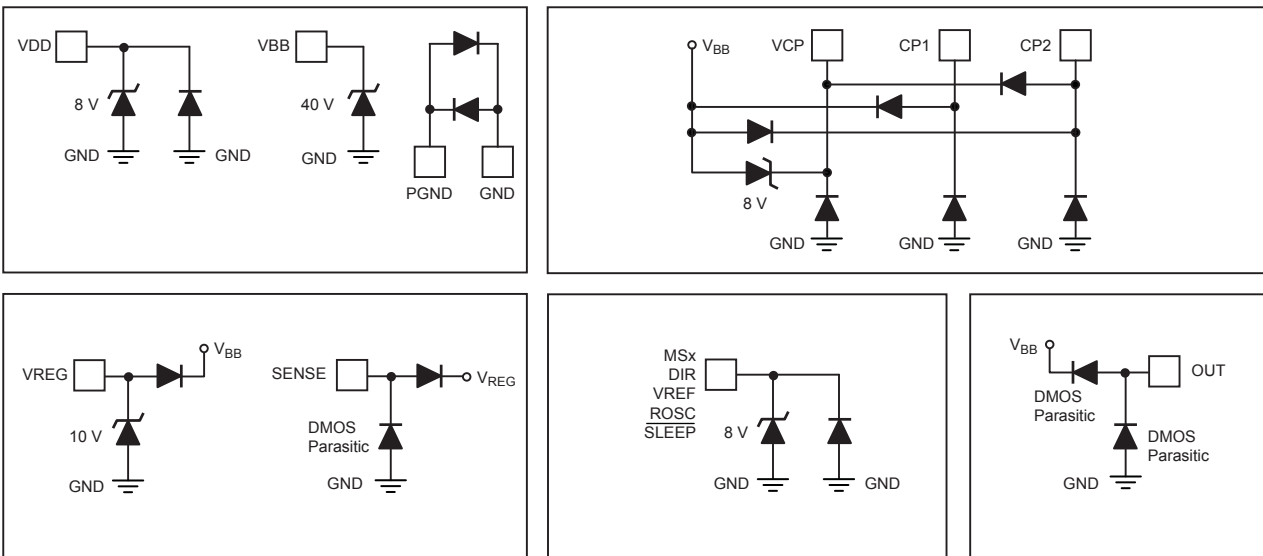 VDD
8 V
GND
GND
VBB
40 V
GND
PGND
GND
VBB
VCP
CP1
CP2
8 V
GND
GND
GND
VREG
VBB
10 V
GND
SENSE
VREG
DMOS
Parasitic
GND
MSx
DIR
VREF
ROSC
SLEEP
8 V
GND
GND
VBB
OUT
DMOS
Parasitic
DMOS
Parasitic
GND